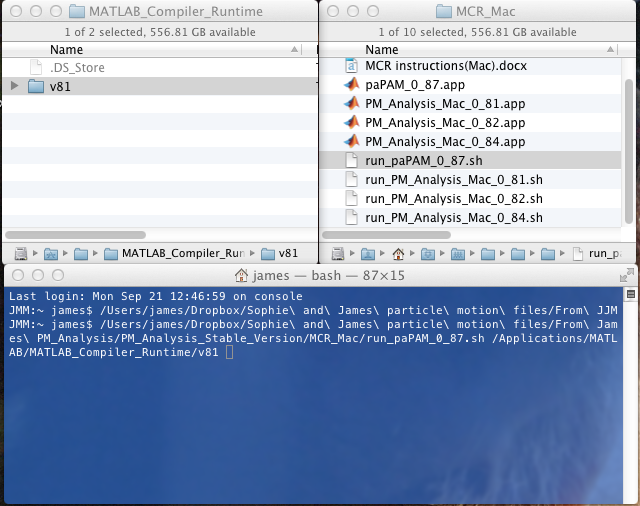 MATLAB_Compiler_Runtime
1 of 2 selected, 556.81 GB available
Name
.DS_Store
v81
MATLAB_Compiler_Run
v81
MCR_Mac
1 of 10 selected, 556.81 GB available
Name
MCR instructions(Mac).docx
paPAM_0_87.app
PM_Analysis_Mac_0_81.app
PM_Analysis_Mac_0_82.app
PM_Analysis_Mac_0_84.app
run_paPAM_0_87.sh
run_PM_Analysis_Mac_0_81.sh
run_PM_Analysis_Mac_0_82.sh
run_PM_Analysis_Mac_0_84.sh
run_p
james — bash — 87×15
Last login: Mon Sep 21 12:46:59 on console
JMM:~ james$ /Users/james/Dropbox/Sophie\ and\ James\ particle\ motion\ files/From\ JJM
JMM:~ james$ /Users/james/Dropbox/Sophie\ and\ James\ particle\ motion\ files/From\ Jam
es\ PM_Analysis/PM_Analysis_Stable_Version/MCR_Mac/run_paPAM_0_87.sh /Applications/MATL
AB/MATLAB_Compiler_Runtime/v81